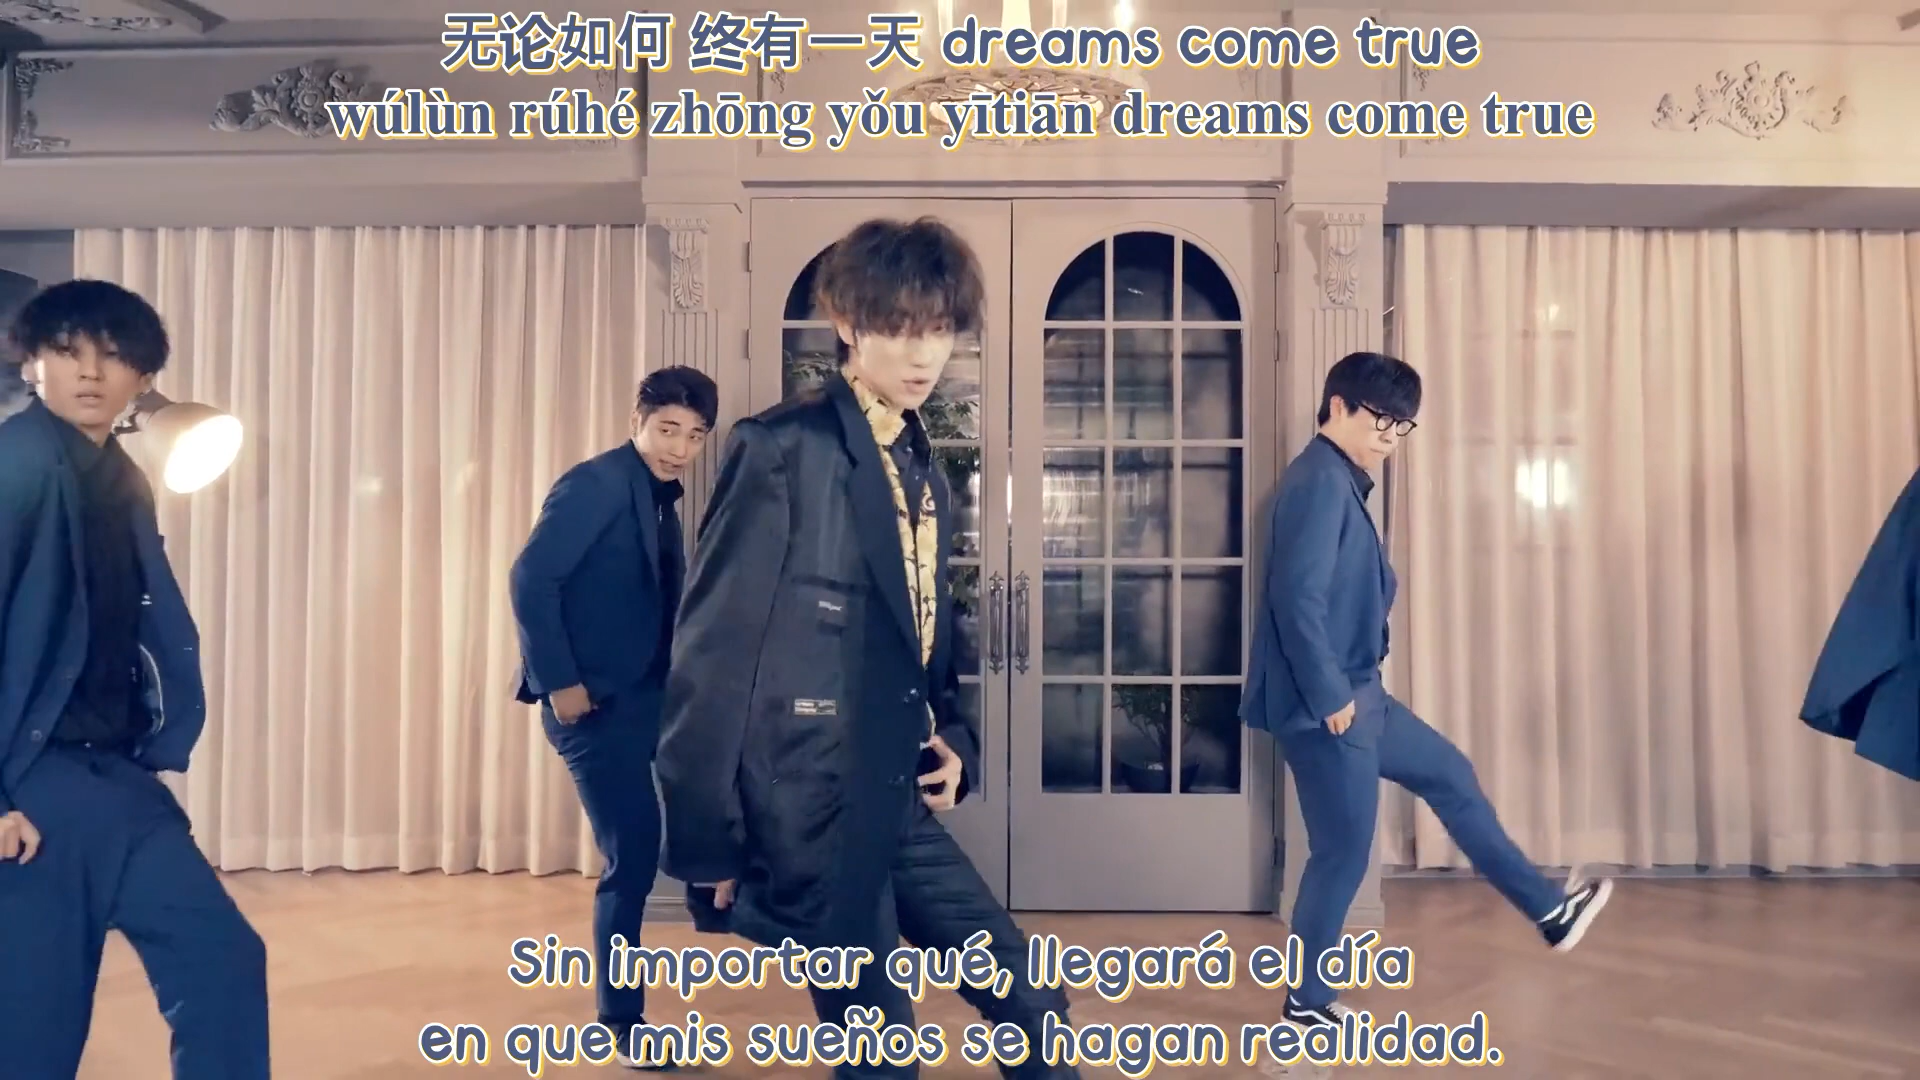 无论如何 终有一天 dreams come true
wúlùn rúhé zhōng yǒu yītiān dreams come true
Sin importar qué, llegará el día
en que mis sueños se hagan realidad.